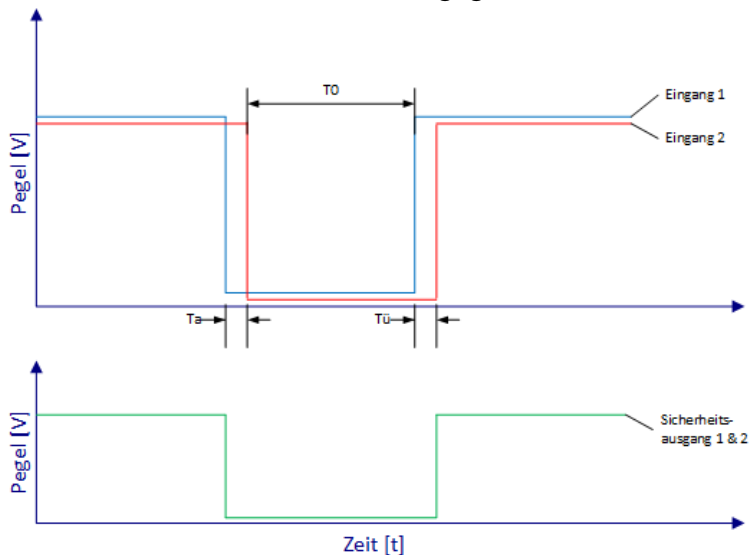 T0
Eingang 1
Eingang 2
Pegel [V]
Ta
Tü
Pegel [V]
Sicherheits-
ausgang 1 & 2
Zeit [t]